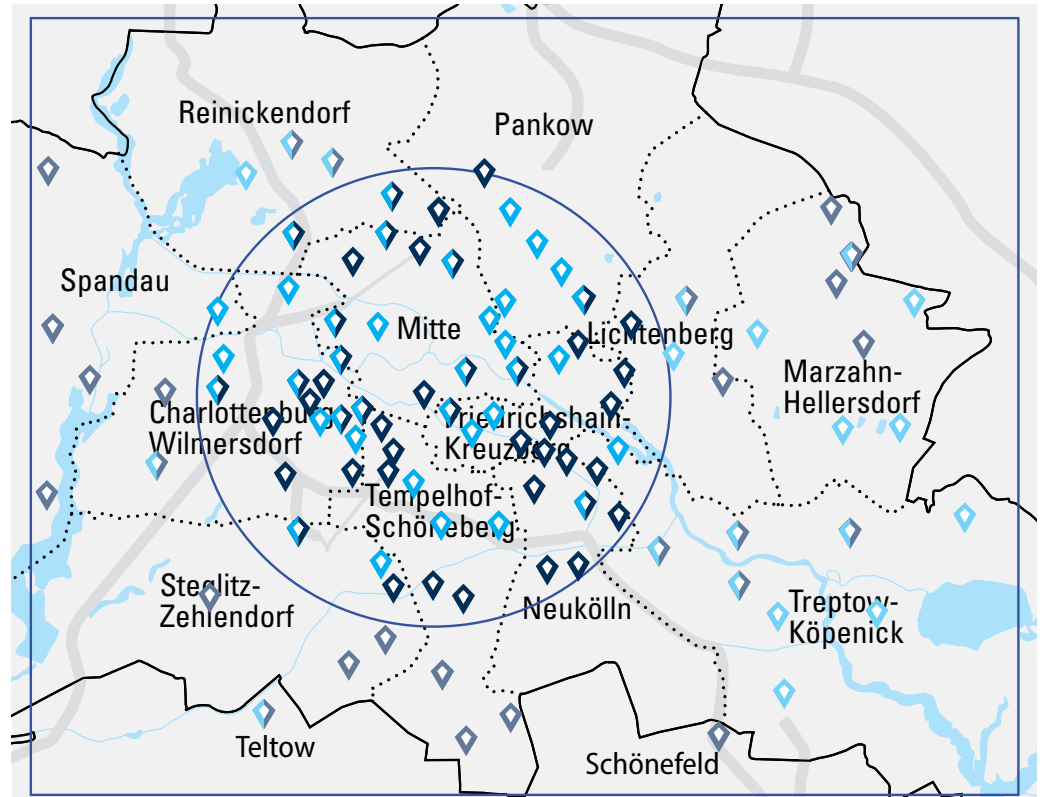 Reinickendorf
Pankow
Spandau
Mitte
Lichtenberg
Marzahn-
Hellersdorf
Charlottenburg
Wilmersdorf
Friedrichshain-
Kreuzberg
Tempelhof-
Schöneberg
Steglitz-
Zehlendorf
Neukölln
Treptow-
Köpenick
Teltow
Schönefeld